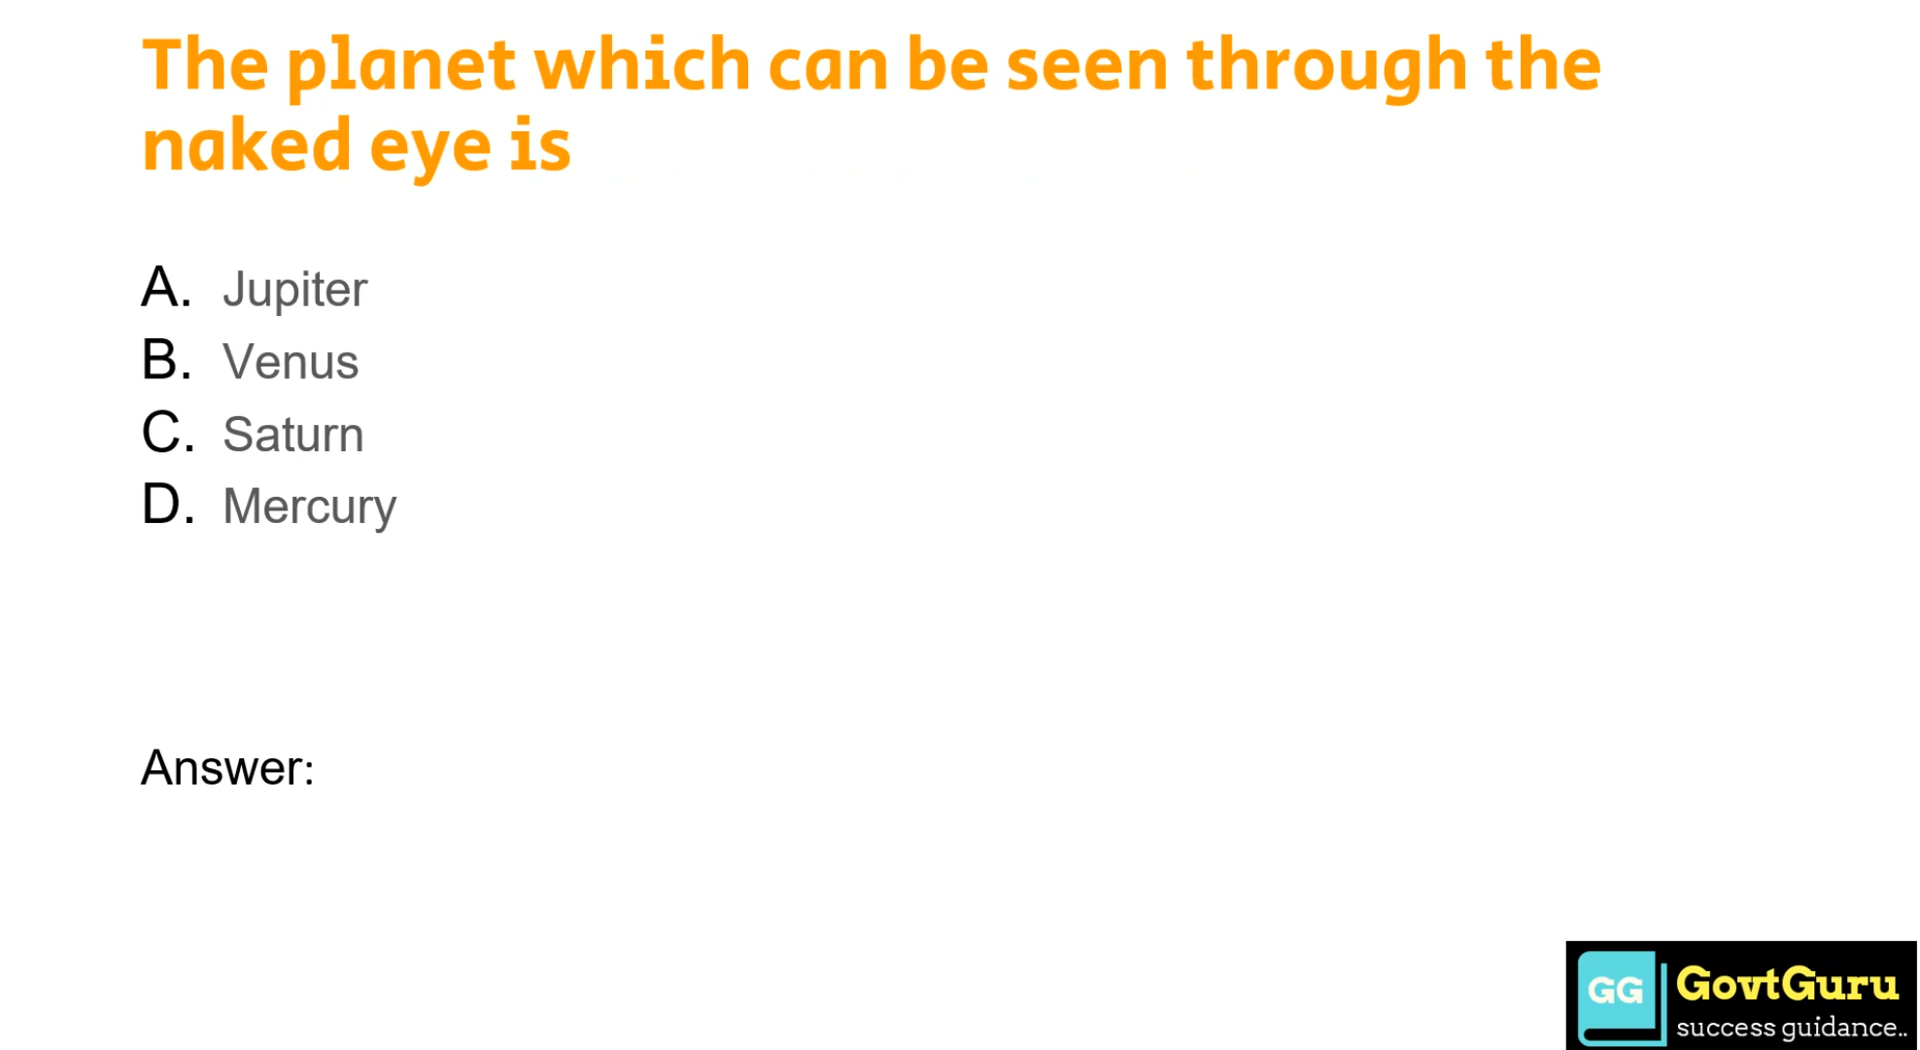 The planet which can be seen through the
naked eye is
A. Jupiter
B. Venus
C. Saturn
D. Mercury
Answer:
GG
GovtGuru
success guidance..